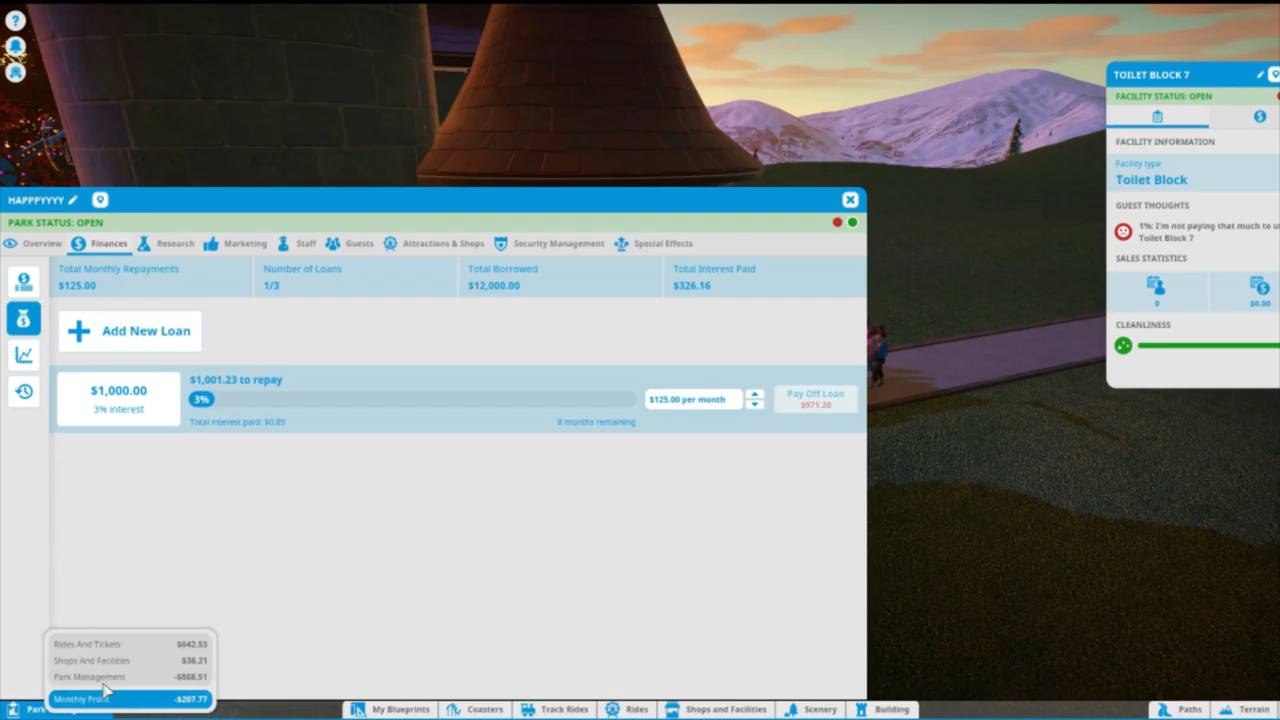 ?
TOILET BLOCK 7
FACILITY STATUS: OPEN
FACILITY INFORMATION
Facility type
Toilet Block
GUEST THOUGHTS
1%: I'm not paying that much to us
Toilet Block 7
SALES STATISTICS
0 $0.00
CLEANLINESS
HAPPPYYYY
PARK STATUS: OPEN
Overview Finances Research Marketing Staff Guests Attractions & Shops Security Management Special Effects
Total Monthly Repayments Number of Loans Total Borrowed Total Interest Paid
$125.00 1/3 $12,000.00 $326.16
+ Add New Loan
$1,001.23 to repay
$1,000.00
3% interest
3%
$125.00 per month
Pay Off Loan
$971.20
Total interest paid: $0.89 8 months remaining
Rides And Tickets $642.53
Shops And Facilities $38.21
Park Management -$888.51
Monthly Profit -$207.77
Park
My Blueprints Coasters Track Rides Rides Shops and Facilities Scenery Building Paths Terrain